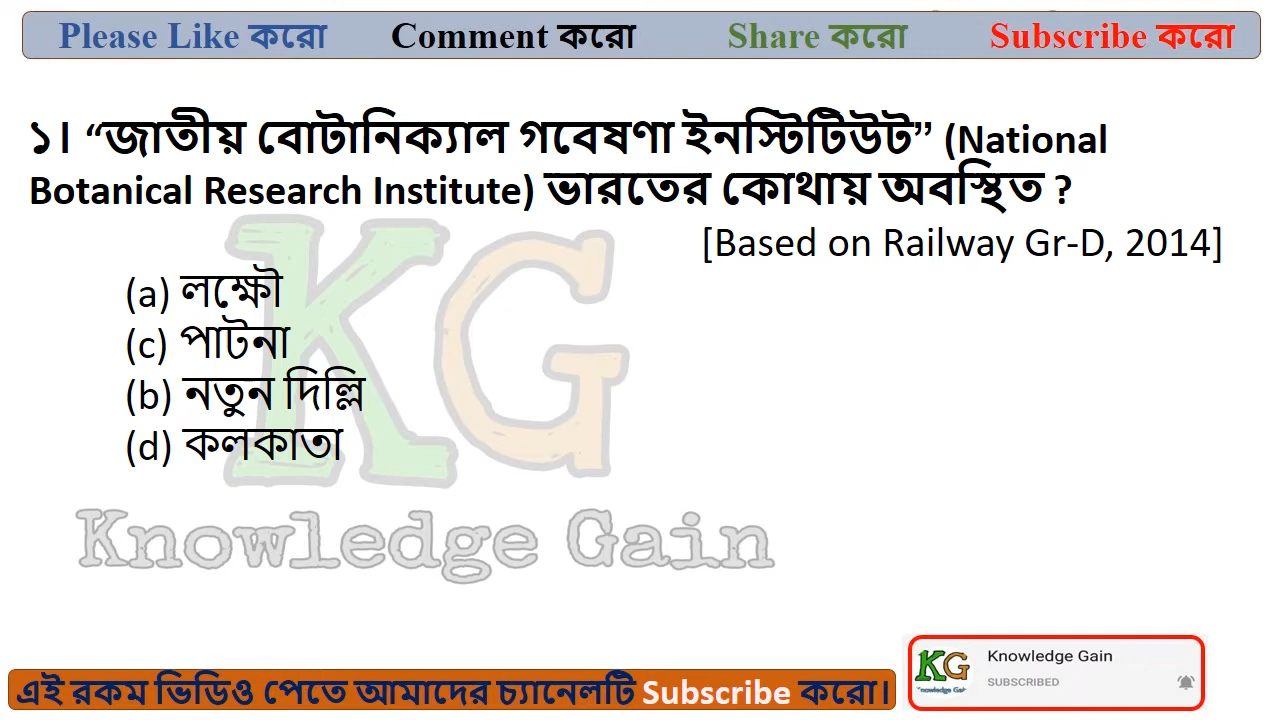 Please Like করো Comment করো Share করো Subscribe করো
১। “জাতীয় বোটানিক্যাল গবেষণা ইনস্টিটিউট” (National
Botanical Research Institute) ভারতের কোথায় অবস্থিত ?
[Based on Railway Gr-D, 2014]
(a) লক্ষৌ
(c) পাটনা
(b) নতুন দিল্লি
(d) কলকাতা
KG
Knowledge Gain
এই রকম ভিডিও পেতে আমাদের চ্যানেলটি Subscribe করো।
KG
Knowledge Gain
SUBSCRIBED